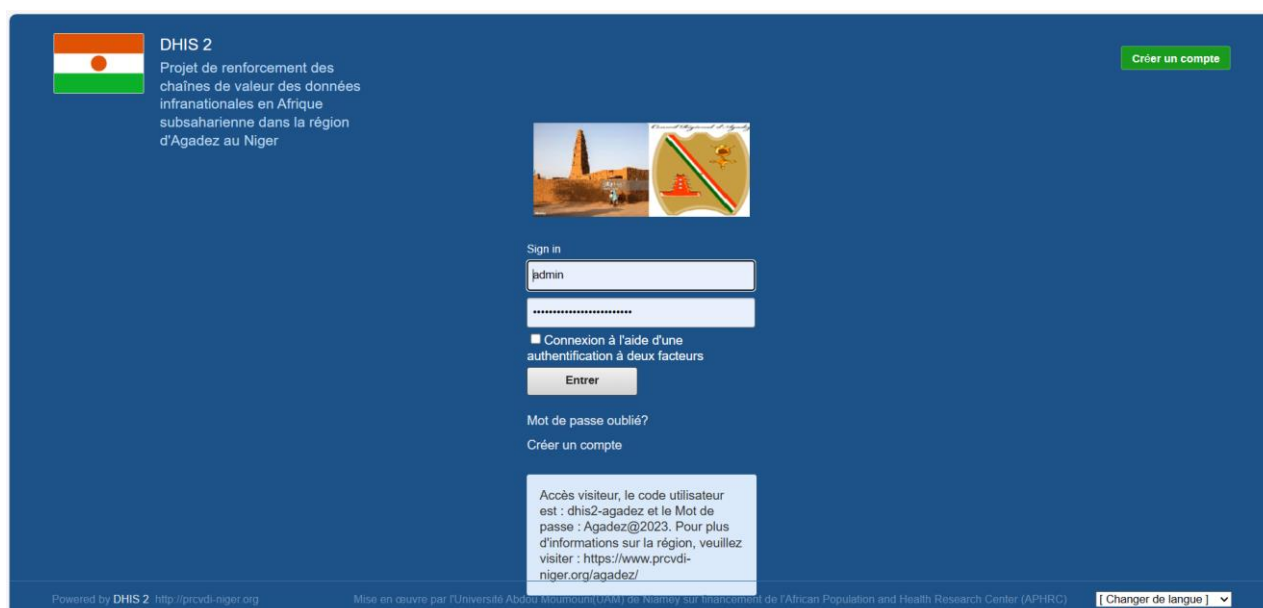 DHIS 2
Projet de renforcement des
chaînes de valeur des données
infranationales en Afrique
subsaharienne dans la région
d'Agadez au Niger
Créer un compte
Sign in
admin
Connexion à l'aide d'une
authentification à deux facteurs
Entrer
Mot de passe oublié?
Créer un compte
Accès visiteur, le code utilisateur
est : dhis2-agadez et le Mot de
passe : Agadez@2023. Pour plus
d'informations sur la région, veuillez
visiter : https://www.prcvdi-
niger.org/agadez/
Powered by DHIS 2 http://prcvdi-niger.org
Mise en œuvre par l'Université Abdou Moumouni(UAM) de Niamey sur financement de l'African Population and Health Research Center (APHRC)
[ Changer de langue ]